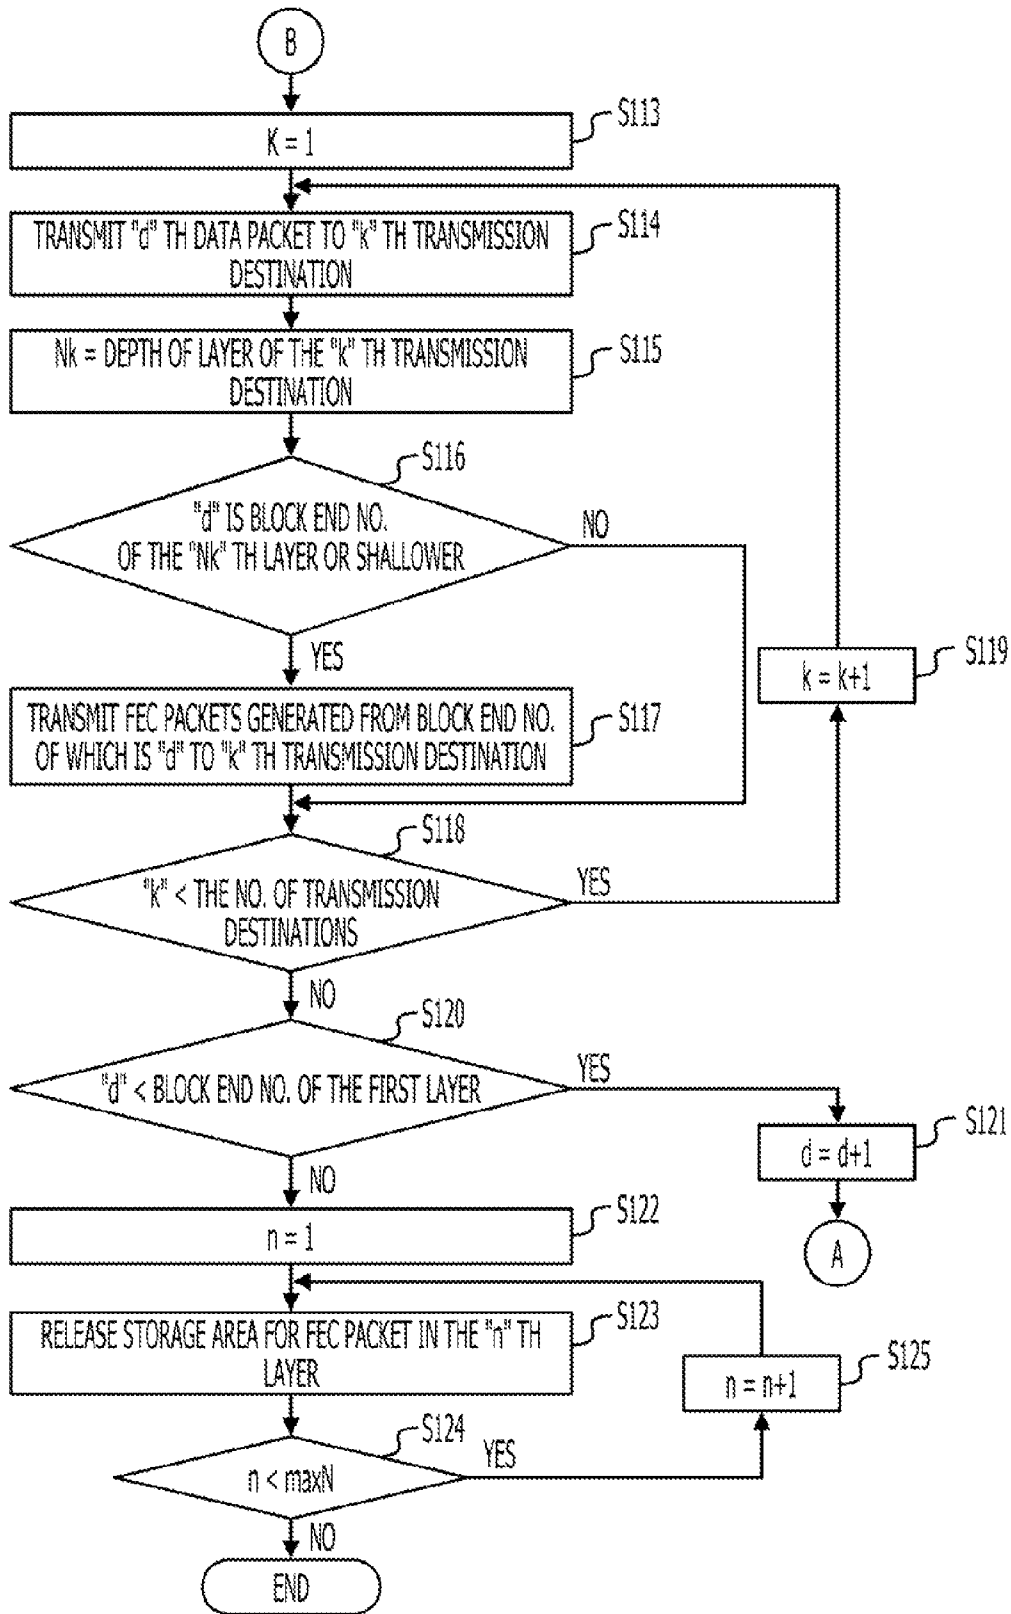 B
S113
K = 1
S114
TRANSMIT "d" TH DATA PACKET TO "k" TH TRANSMISSION
DESTINATION
S115
Nk = DEPTH OF LAYER OF THE "k" TH TRANSMISSION
DESTINATION
S116
"d" IS BLOCK END NO.
OF THE "Nk" TH LAYER OR SHALLOWER
NO
YES
S119
k = k+1
S117
TRANSMIT FEC PACKETS GENERATED FROM BLOCK END NO.
OF WHICH IS "d" TO "k" TH TRANSMISSION DESTINATION
S118
"k" < THE NO. OF TRANSMISSION
DESTINATIONS
YES
NO
S120
"d" < BLOCK END NO. OF THE FIRST LAYER
YES
S121
d = d+1
NO
A
S122
n = 1
S123
RELEASE STORAGE AREA FOR FEC PACKET IN THE "n" TH
LAYER
S125
n = n+1
S124
n < maxN
YES
NO
END